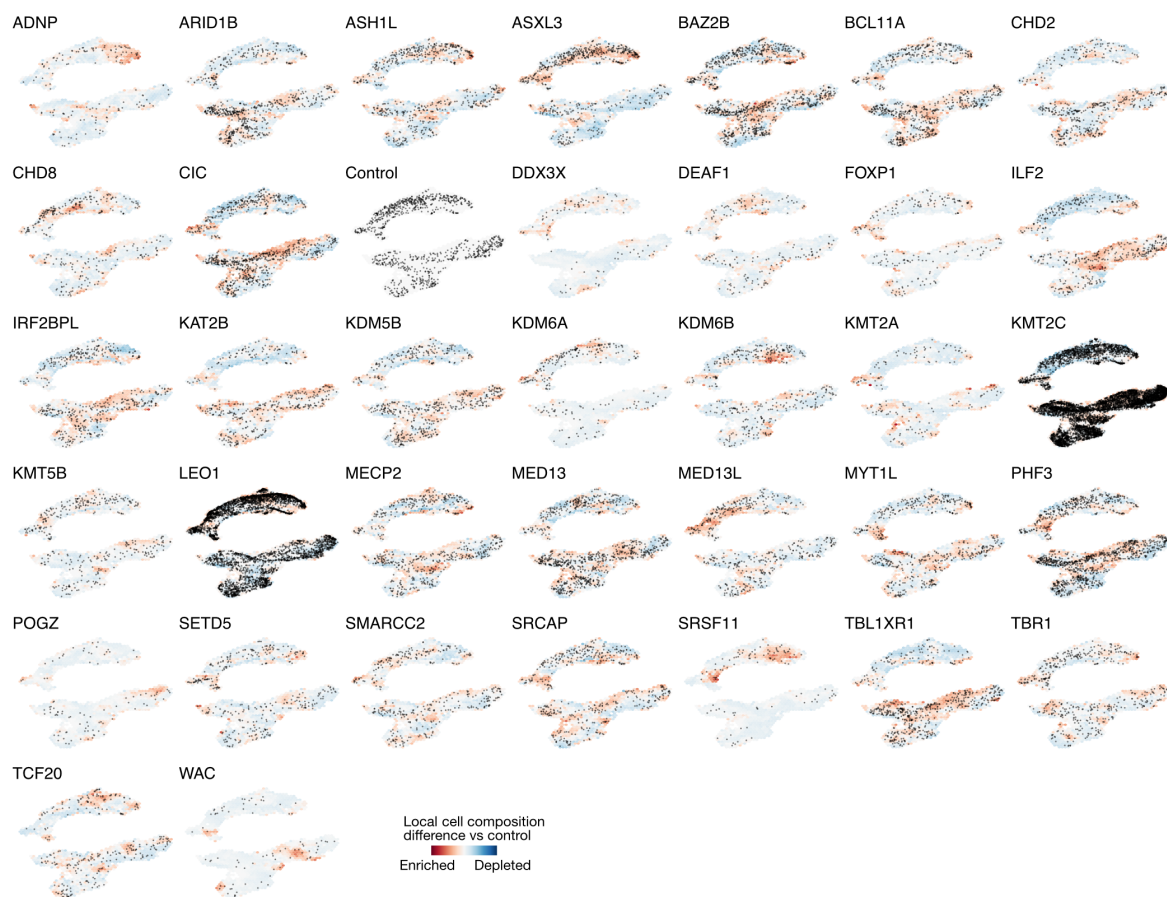 ADNP ARID1B ASH1L ASXL3 BAZ2B BCL11A CHD2
CHD8 CIC Control DDX3X DEAF1 FOXP1 ILF2
IRF2BPL KAT2B KDM5B KDM6A KDM6B KMT2A KMT2C
KMT5B LEO1 MECP2 MED13 MED13L MYT1L PHF3
POGZ SETD5 SMARCC2 SRCAP SRSF11 TBL1XR1 TBR1
TCF20 WAC
Local cell composition
difference vs control
Enriched Depleted